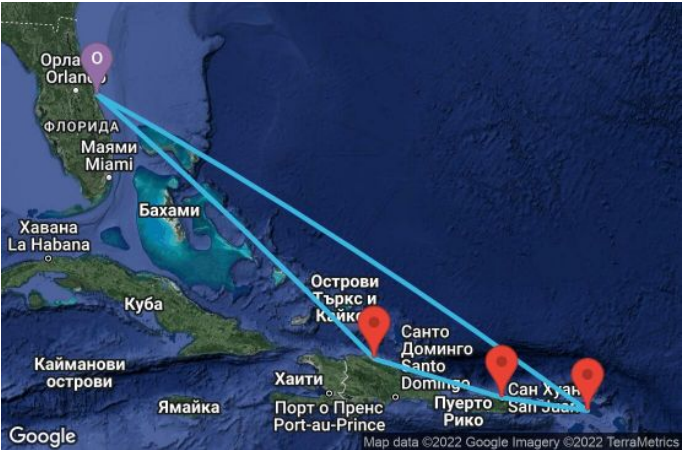 Орла
Orlando
О
ФЛОРИДА
Маями
Miami
Бахами
Хавана
La Habana
Куба
Острови
Търкс и
Кайко
Санто
Доминго
Santo
Domingo
Кайманови
острови
Хаити
Сан Хуан
San Juan
Ямайка
Порт о Пренс
Port-au-Prince
Пуерто
Рико
Google
Map data ©2022 Google Imagery ©2022 TerraMetrics